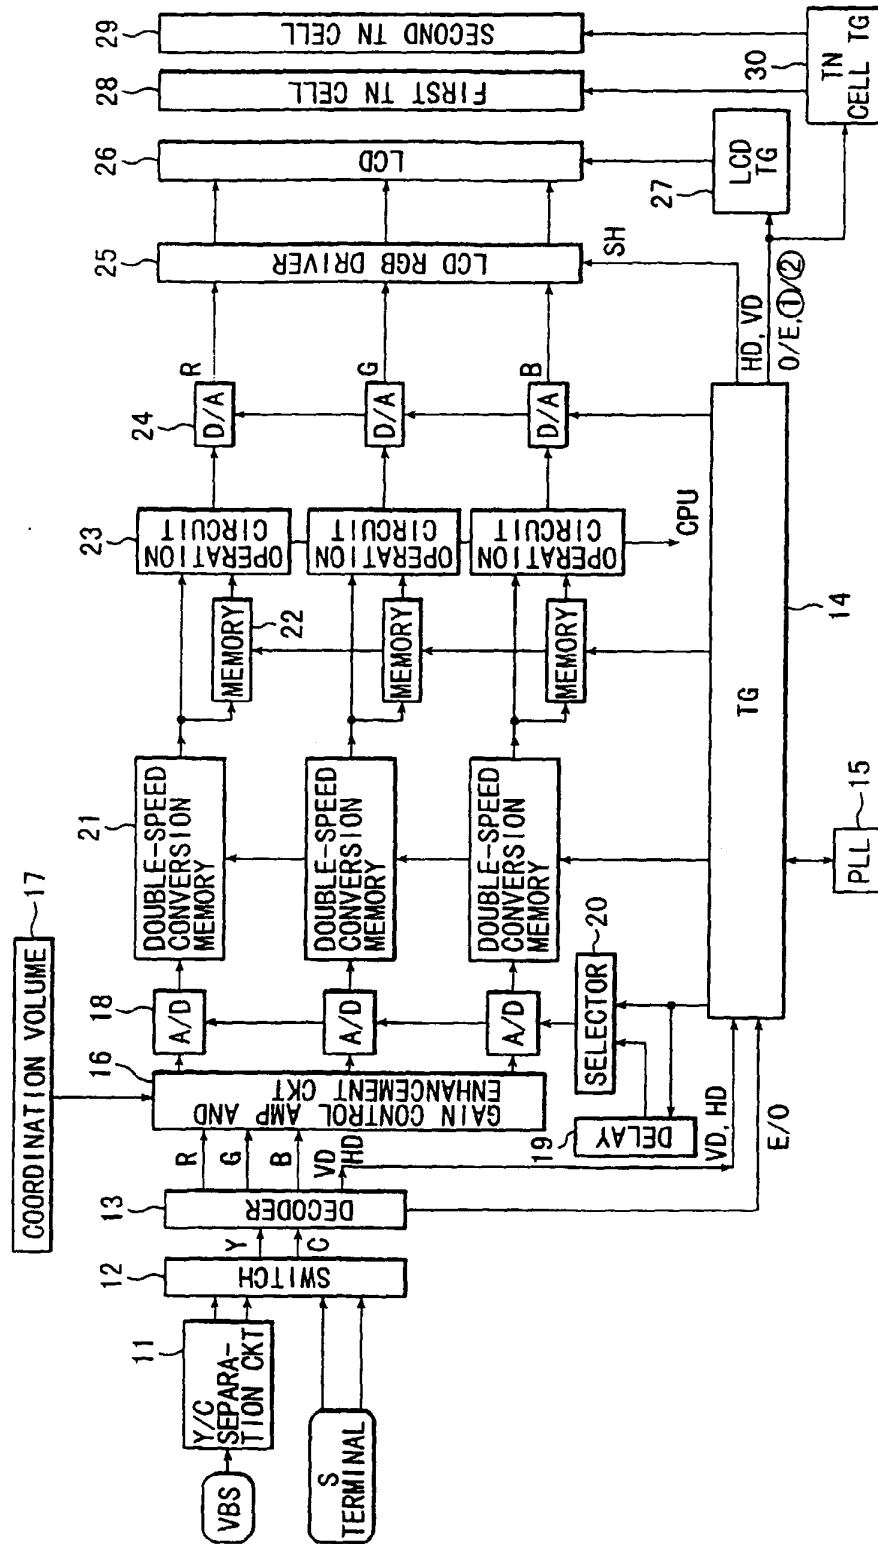 VBS
S
TERMINAL
11
Y/C
SEPARA-
TION CKT
12
SWITCH
Y
C
13
DECODER
R
G
B
VD
HD
COORDINATION VOLUME
17
16
GAIN CONTROL AMP AND
ENHANCEMENT CKT
18
A/D
A/D
A/D
19
DELAY
20
SELECTOR
VD, HD
E/O
21
DOUBLE-SPEED
CONVERSION
MEMORY
DOUBLE-SPEED
CONVERSION
MEMORY
DOUBLE-SPEED
CONVERSION
MEMORY
PLL
15
TG
14
22
MEMORY
MEMORY
MEMORY
23
OPERATION
CIRCUIT
OPERATION
CIRCUIT
OPERATION
CIRCUIT
CPU
24
D/A
D/A
D/A
R
G
B
25
LCD RGB DRIVER
SH
HD, VD
O/E, ①/②
26
LCD
27
LCD
TG
28
FIRST TN CELL
29
SECOND TN CELL
30
TN
CELL TG